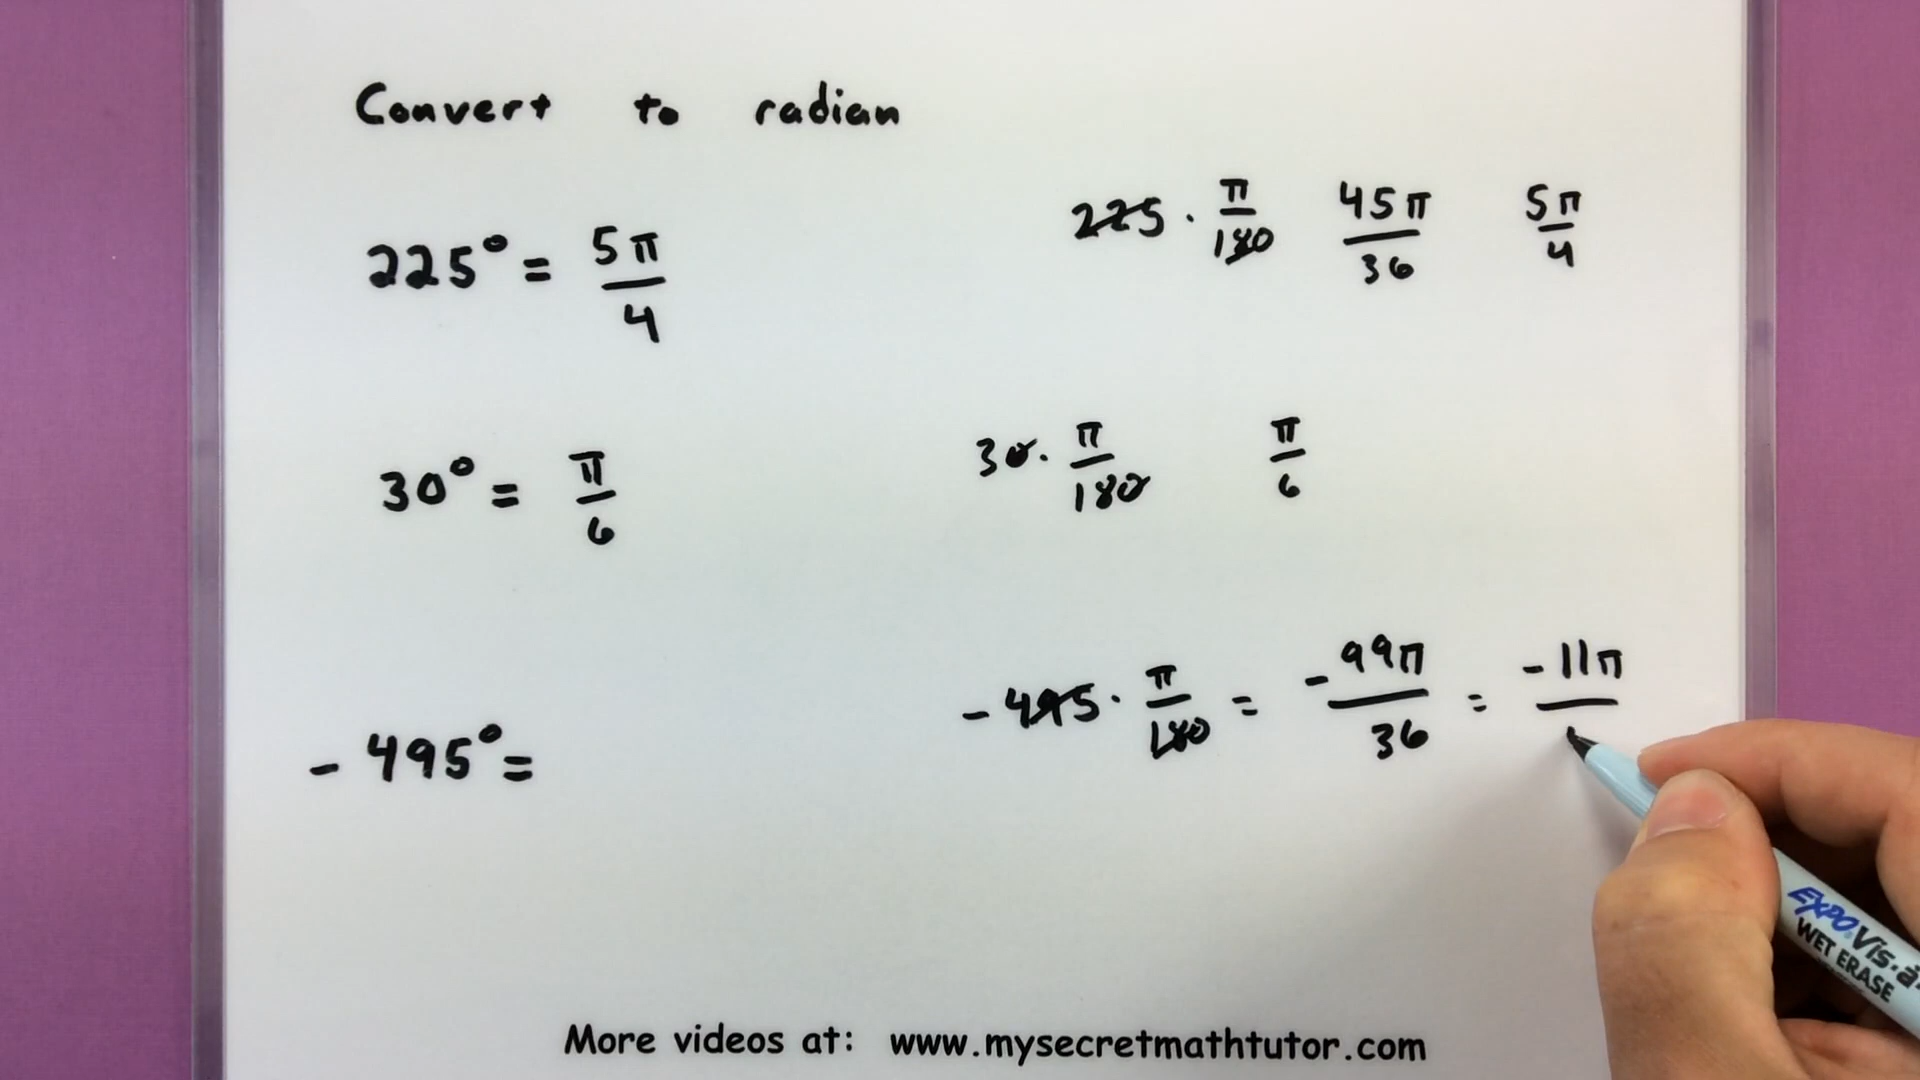 Convert to radian
225° = 5π/4
225 · π/180 45π/36 5π/4
30° = π/6
30 · π/180 π/6
-495° =
-495 · π/180 = -99π/36 = -11π/
EXPO Vis-à
WET ERASE
More videos at: www.mysecretmathtutor.com